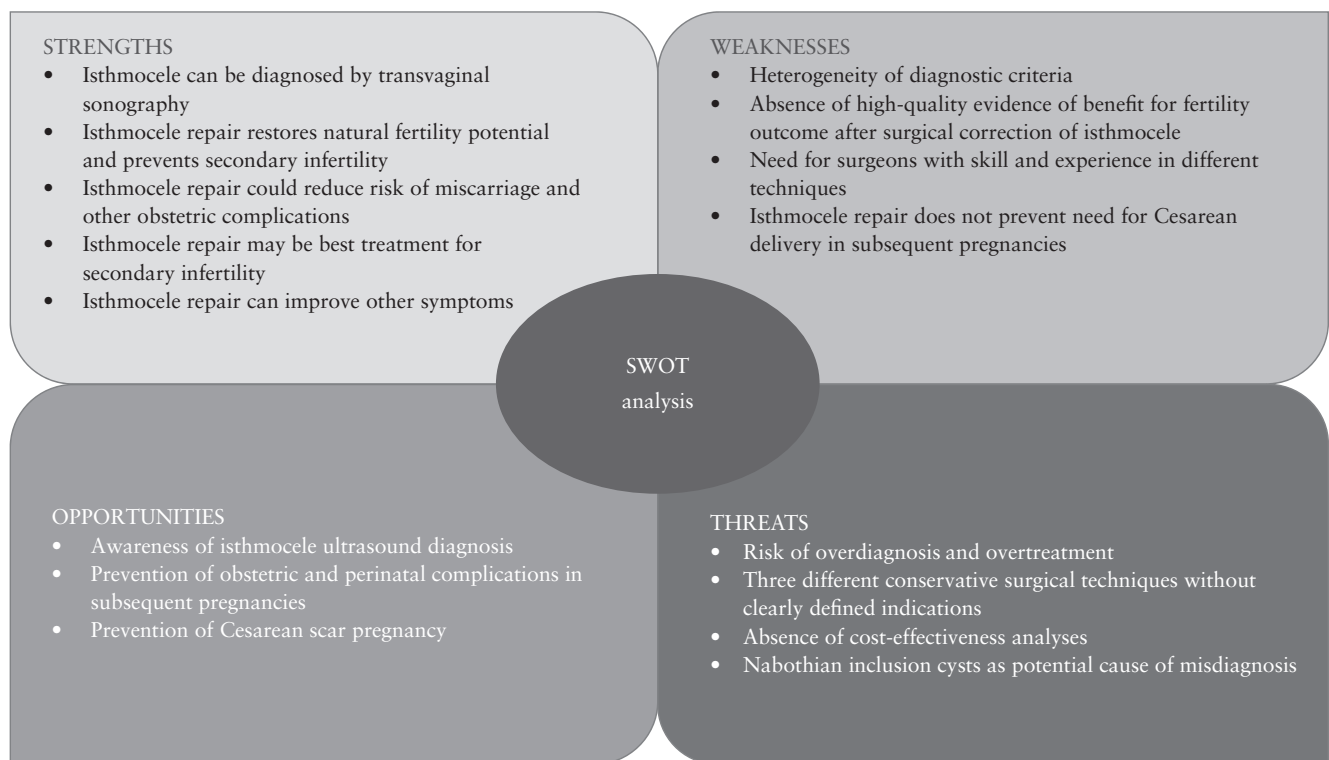 STRENGTHS
• Isthmocele can be diagnosed by transvaginal
sonography
• Isthmocele repair restores natural fertility potential
and prevents secondary infertility
• Isthmocele repair could reduce risk of miscarriage and
other obstetric complications
• Isthmocele repair may be best treatment for
secondary infertility
• Isthmocele repair can improve other symptoms
WEAKNESSES
• Heterogeneity of diagnostic criteria
• Absence of high-quality evidence of benefit for fertility
outcome after surgical correction of isthmocele
• Need for surgeons with skill and experience in different
techniques
• Isthmocele repair does not prevent need for Cesarean
delivery in subsequent pregnancies
SWOT
analysis
OPPORTUNITIES
• Awareness of isthmocele ultrasound diagnosis
• Prevention of obstetric and perinatal complications in
subsequent pregnancies
• Prevention of Cesarean scar pregnancy
THREATS
• Risk of overdiagnosis and overtreatment
• Three different conservative surgical techniques without
clearly defined indications
• Absence of cost-effectiveness analyses
• Nabothian inclusion cysts as potential cause of misdiagnosis